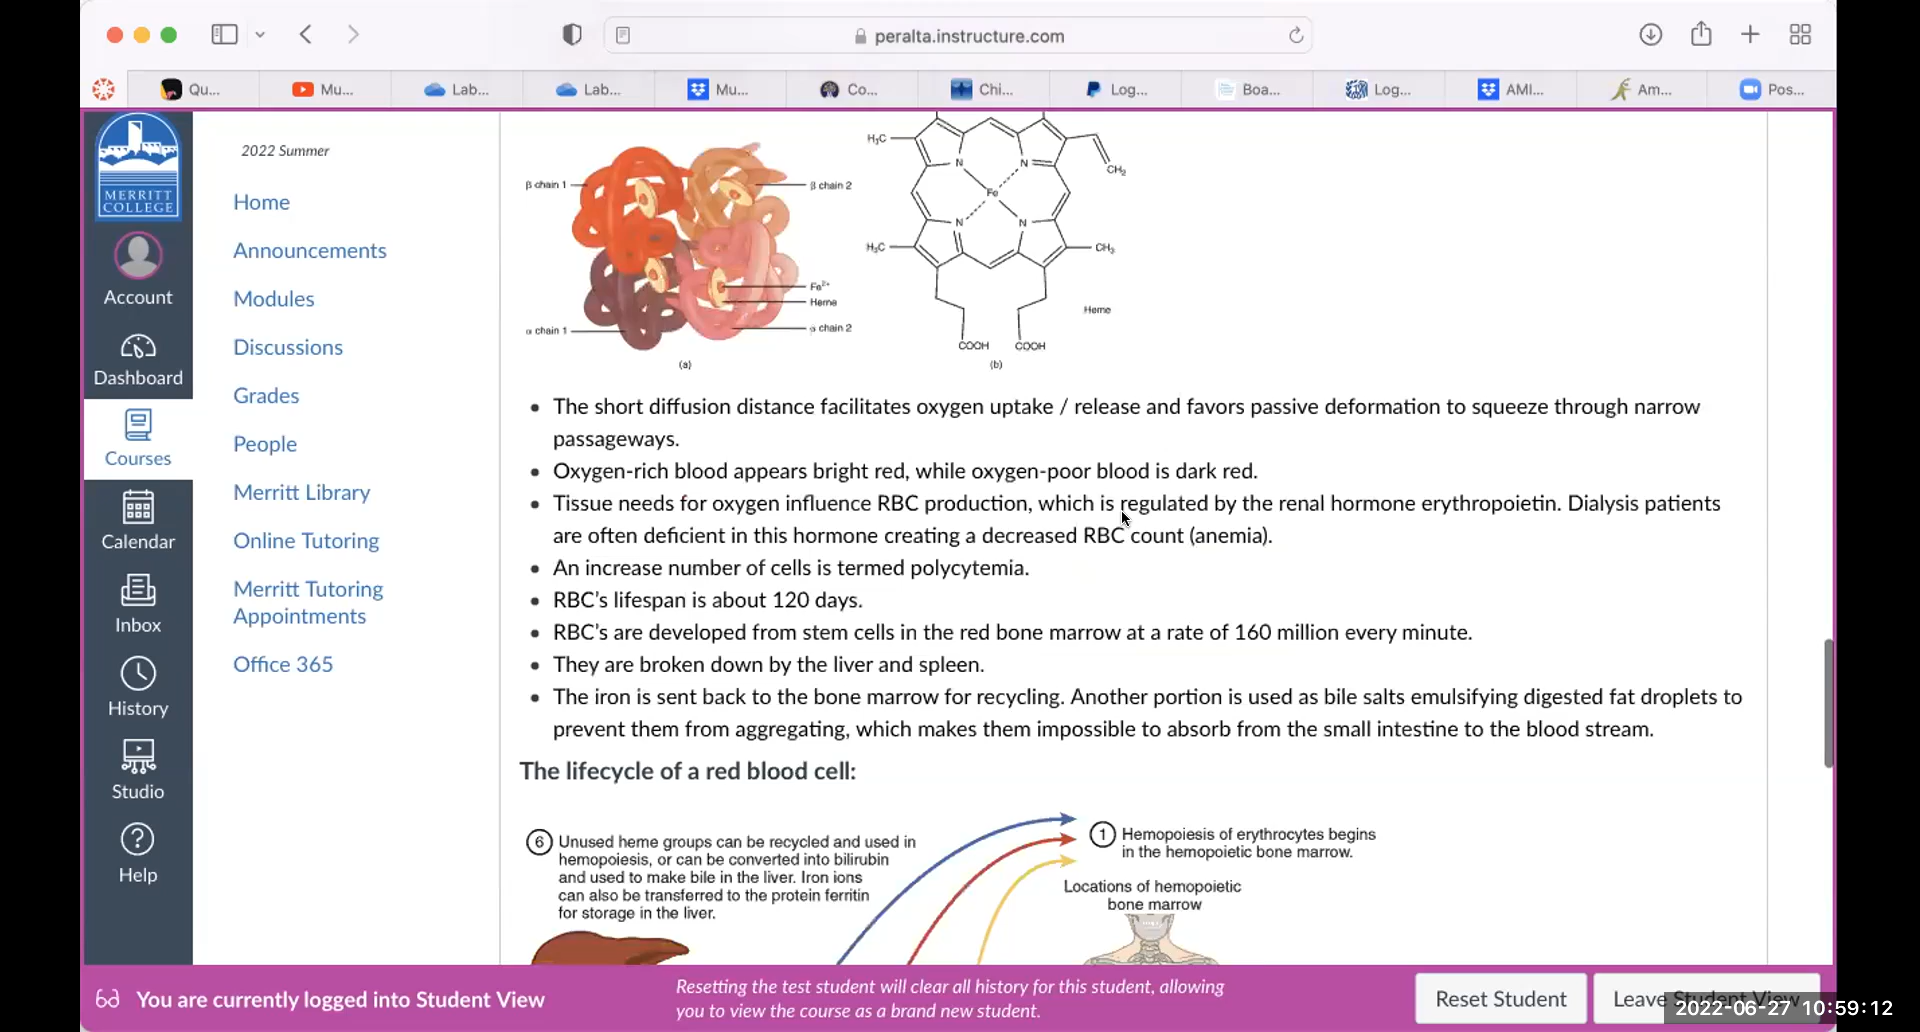 peralta.instructure.com
Qu...
Mu...
Lab...
Lab...
Mu...
Co...
Chi...
Log...
Boa...
Log...
AMI...
Am...
Pos...
MERRITT
COLLEGE
Account
Dashboard
Courses
Calendar
Inbox
History
Studio
Help
2022 Summer
Home
Announcements
Modules
Discussions
Grades
People
Merritt Library
Online Tutoring
Merritt Tutoring
Appointments
Office 365
β chain 1
β chain 2
Fe²⁺
Heme
α chain 1
α chain 2
(a)
H₃C
CH₂
N
N
Fe
N
N
H₃C
CH₃
Heme
COOH
COOH
(b)
• The short diffusion distance facilitates oxygen uptake / release and favors passive deformation to squeeze through narrow
passageways.
• Oxygen-rich blood appears bright red, while oxygen-poor blood is dark red.
• Tissue needs for oxygen influence RBC production, which is regulated by the renal hormone erythropoietin. Dialysis patients
are often deficient in this hormone creating a decreased RBC count (anemia).
• An increase number of cells is termed polycytemia.
• RBC's lifespan is about 120 days.
• RBC's are developed from stem cells in the red bone marrow at a rate of 160 million every minute.
• They are broken down by the liver and spleen.
• The iron is sent back to the bone marrow for recycling. Another portion is used as bile salts emulsifying digested fat droplets to
prevent them from aggregating, which makes them impossible to absorb from the small intestine to the blood stream.
The lifecycle of a red blood cell:
6 Unused heme groups can be recycled and used in
hemopoiesis, or can be converted into bilirubin
and used to make bile in the liver. Iron ions
can also be transferred to the protein ferritin
for storage in the liver.
1 Hemopoiesis of erythrocytes begins
in the hemopoietic bone marrow.
Locations of hemopoietic
bone marrow
You are currently logged into Student View
Resetting the test student will clear all history for this student, allowing
you to view the course as a brand new student.
Reset Student
Leave Student View
2022-06-27 10:59:12